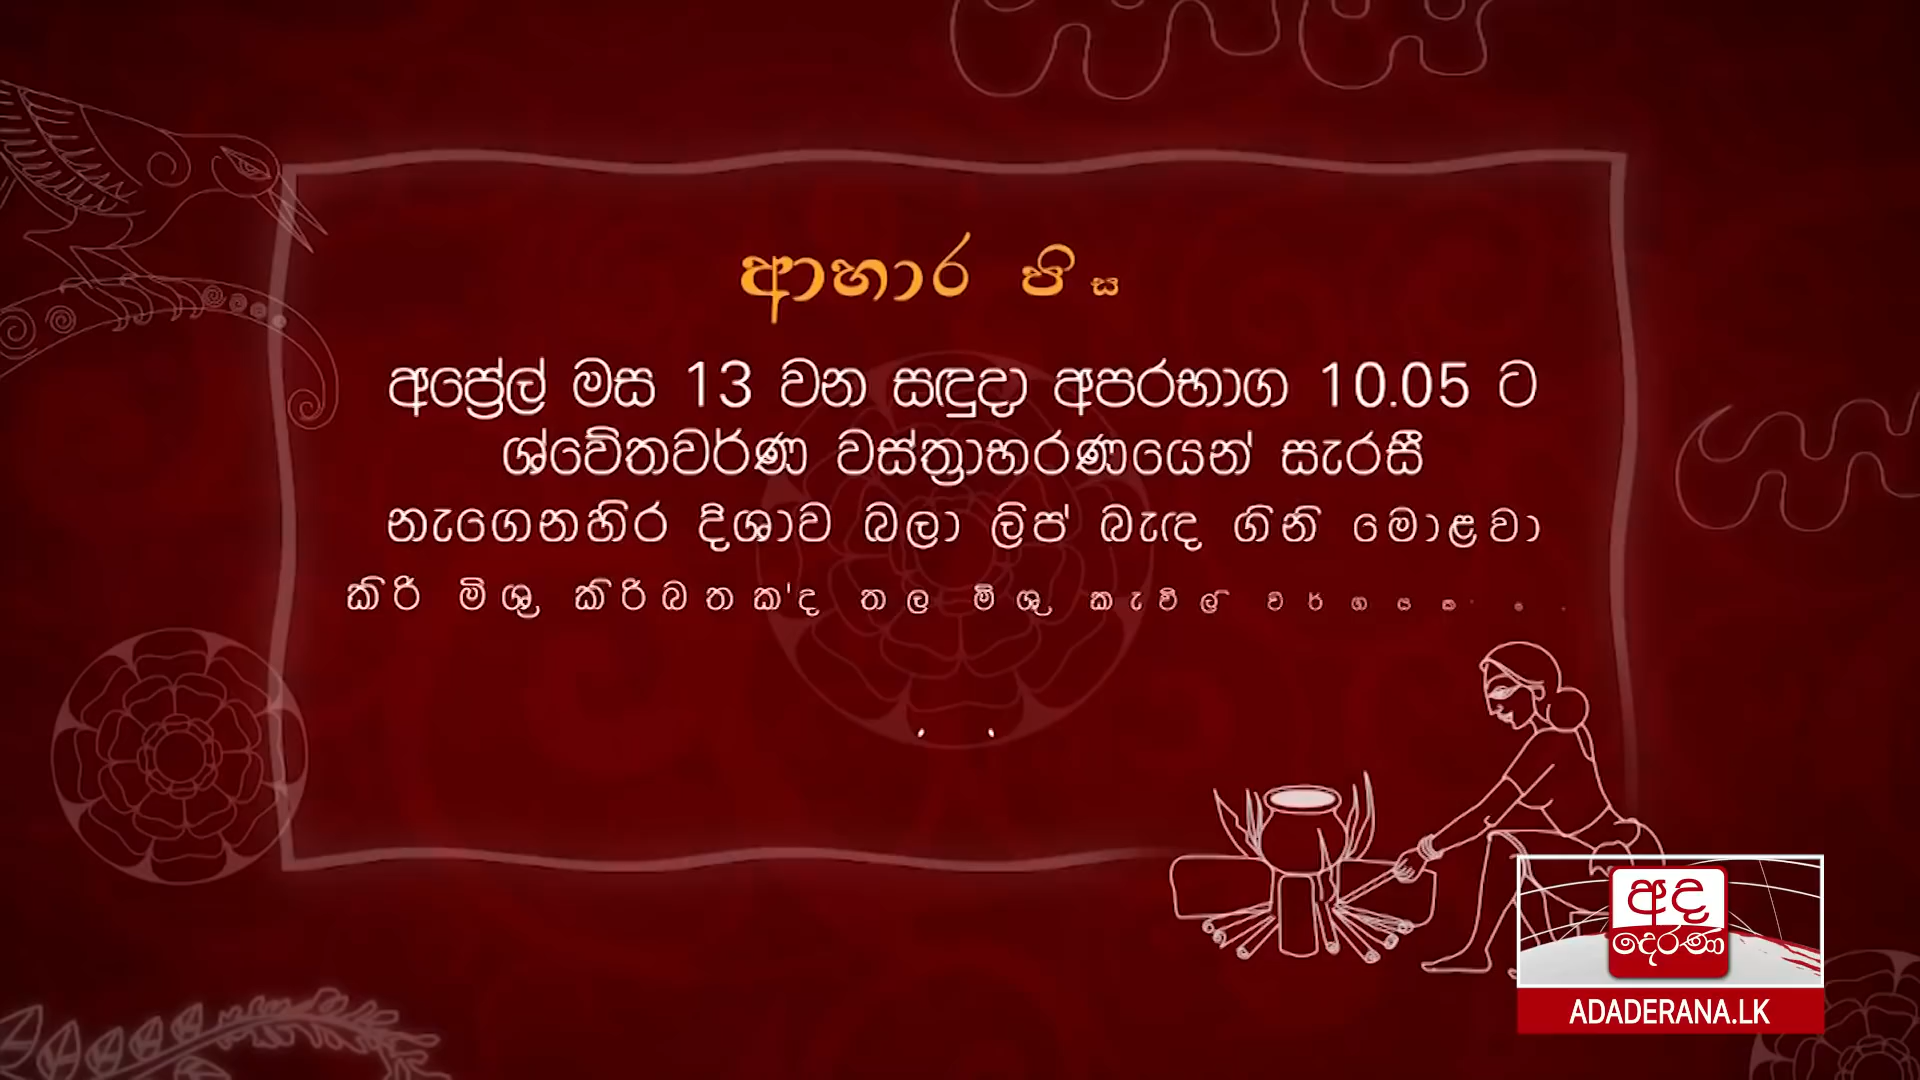 ආහාර පිස
අප්‍රේල් මස 13 වන සඳුදා අපරභාග 10.05 ට
ශ්වේතවර්ණ වස්ත්‍රාභරණයෙන් සැරසී
නැගෙනහිර දිශාව බලා ලිප් බැඳ ගිනි මොළවා
කිරි මිශ්‍ර කිරිබතක්ද තල මිශ්‍ර කැවිලි වර්ගයක්
අද
දෙරණ
ADADERANA.LK